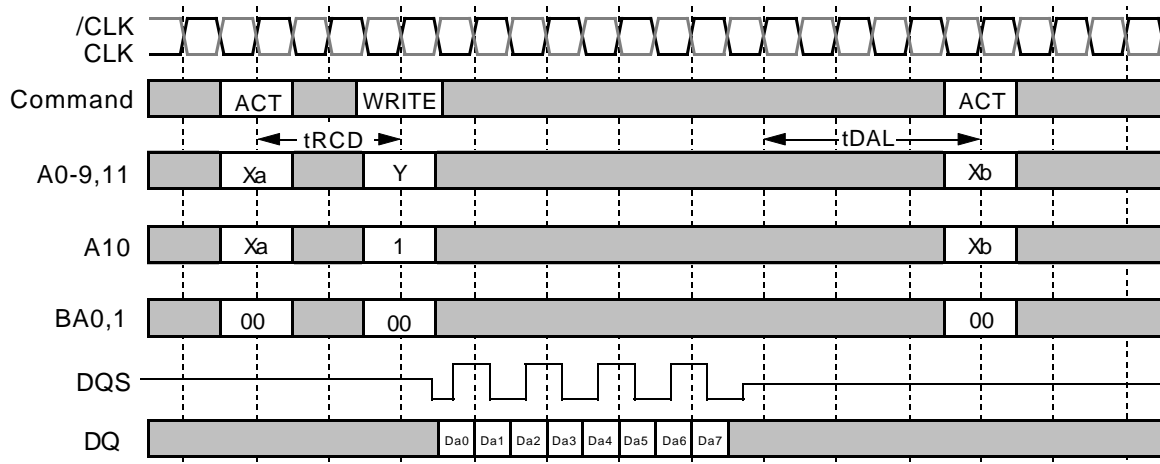 /CLK
CLK
Command ACT WRITE ACT
tRCD tDAL
A0-9,11 Xa Y Xb
A10 Xa 1 Xb
BA0,1 00 00 00
DQS
DQ Da0 Da1 Da2 Da3 Da4 Da5 Da6 Da7